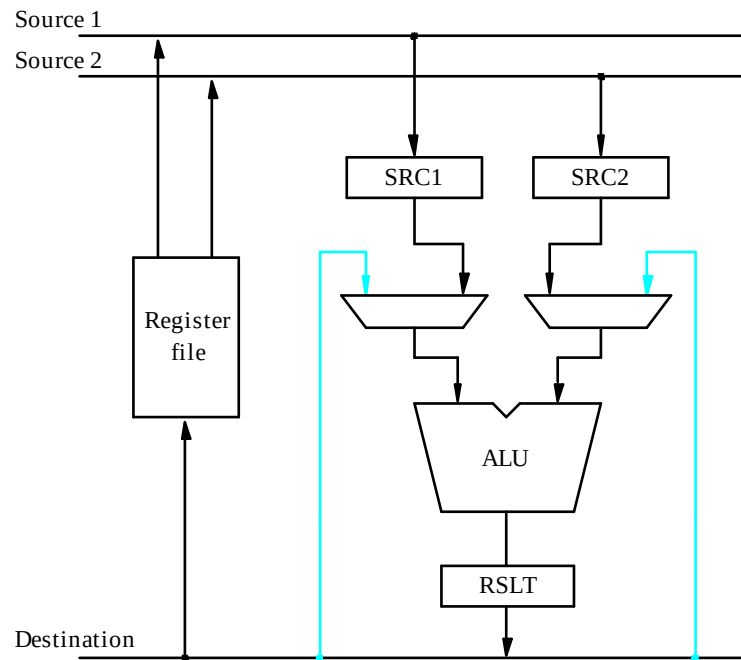 Source 1
Source 2
SRC1
SRC2
Register
file
ALU
RSLT
Destination